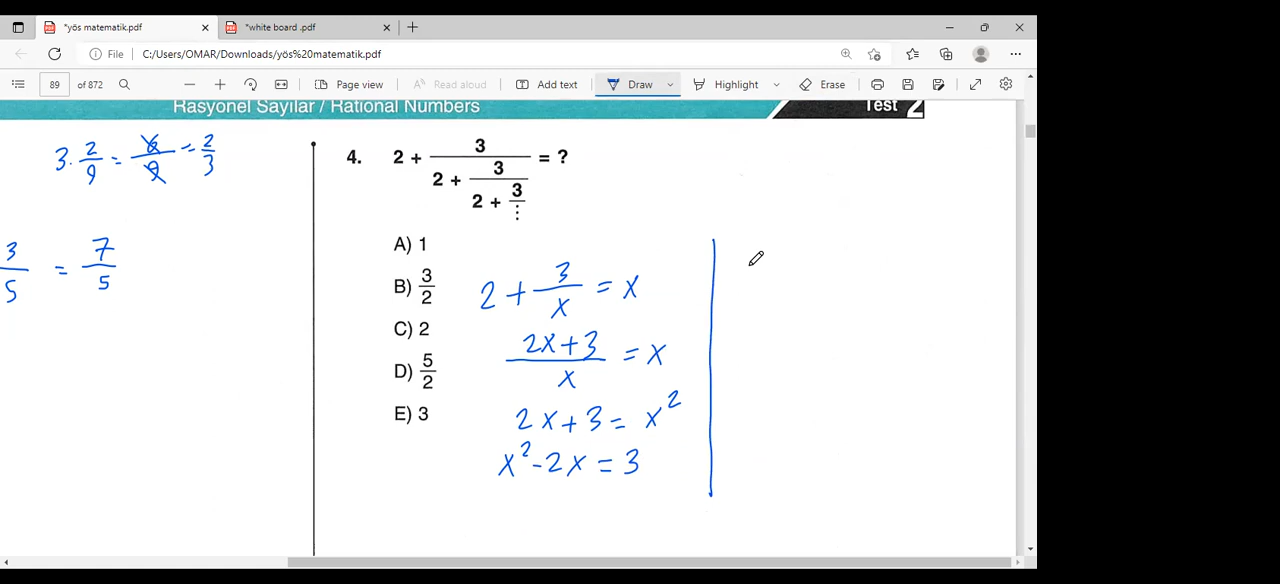 *yös matematik.pdf
*white board .pdf
File C:/Users/OMAR/Downloads/yös%20matematik.pdf
89 of 872 Page view Read aloud Add text Draw Highlight Erase
Rasyonel Sayılar / Rational Numbers Test 2
3. 2/9 = 6/9 = 2/3
3/5 = 7/5
4. 2 + 3/(2 + 3/(2 + 3/⋮)) = ?
A) 1
B) 3/2
C) 2
D) 5/2
E) 3
2 + 3/x = x
(2x+3)/x = x
2x+3 = x²
x² - 2x = 3